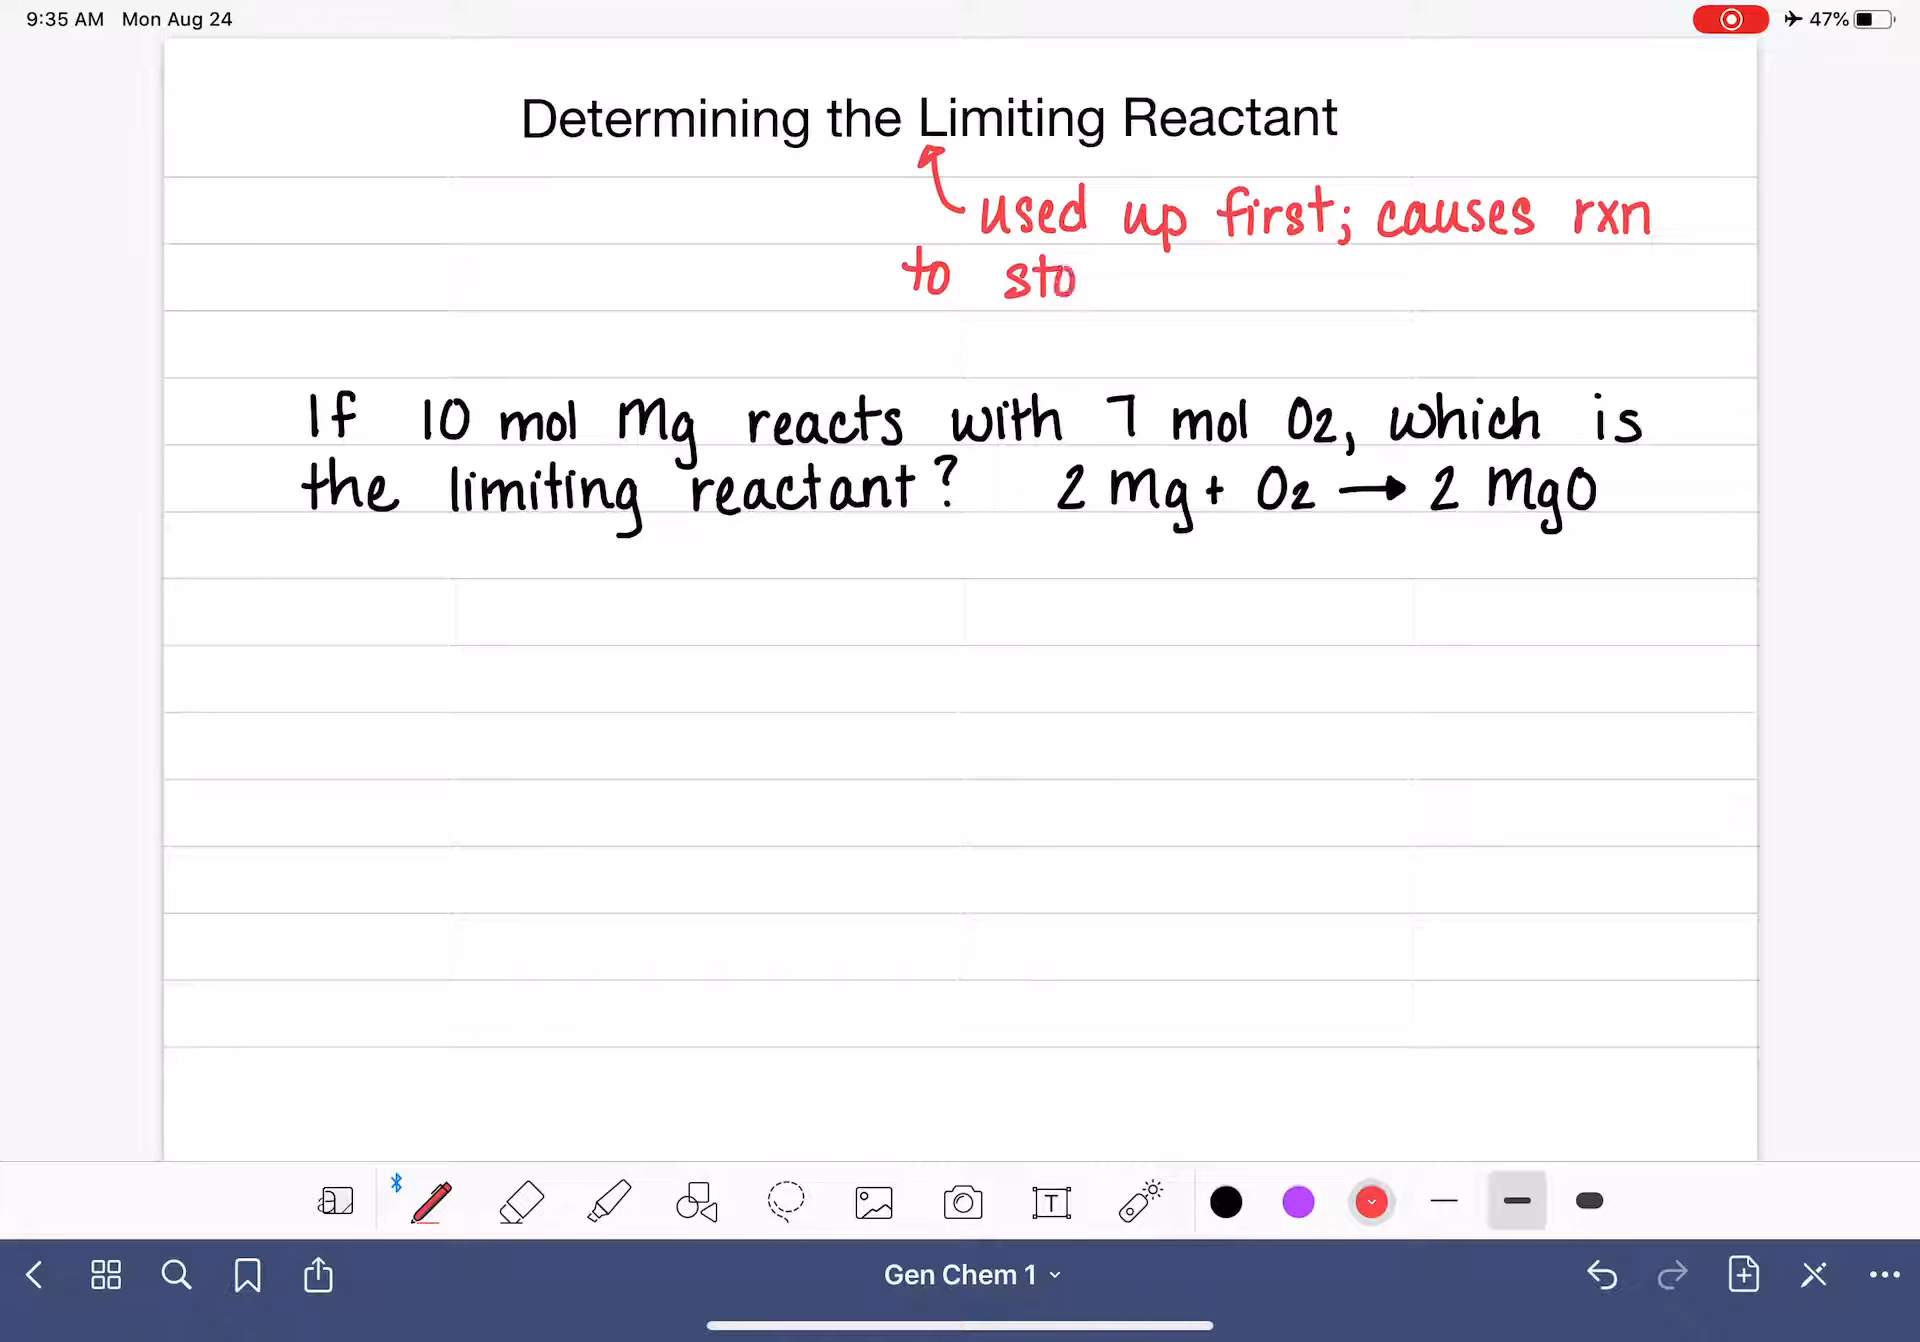 9:35 AM Mon Aug 24 47%
Determining the Limiting Reactant
used up first; causes rxn
to sto
If 10 mol Mg reacts with 7 mol O2, which is
the limiting reactant? 2 Mg + O2 → 2 MgO
Gen Chem 1